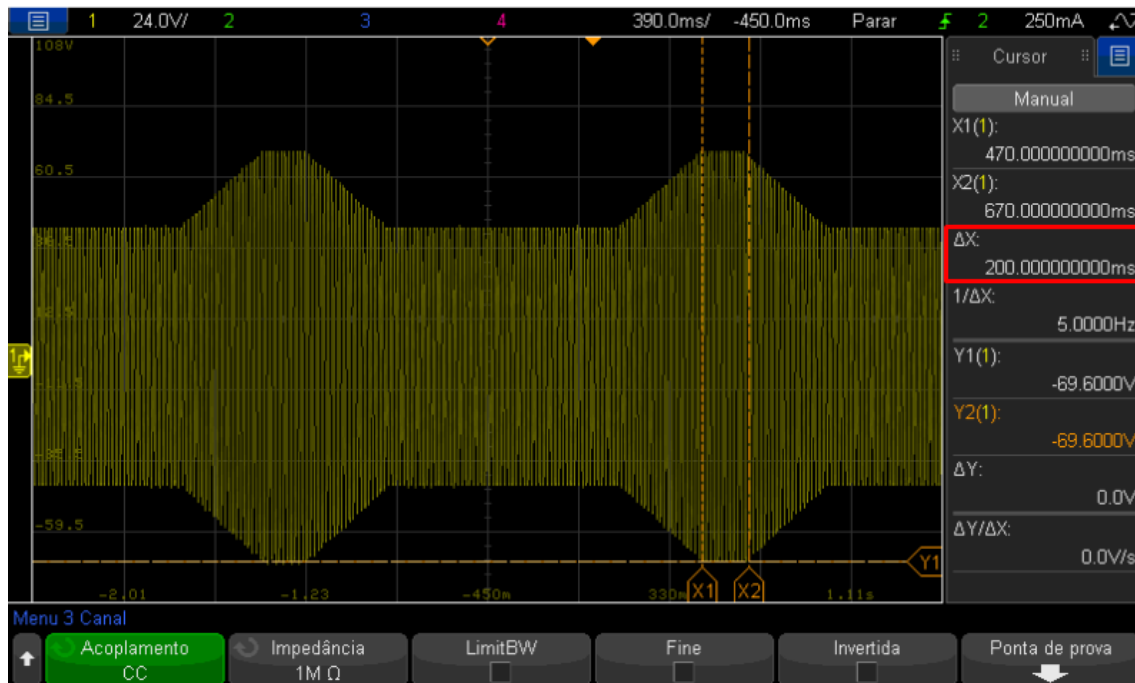 1 24.0V/ 2 3 4 390.0ms/ -450.0ms Parar 2 250mA
108V
Cursor
84.5
Manual
X1(1):
470.000000000ms
60.5
X2(1):
670.000000000ms
ΔX:
200.000000000ms
1/ΔX:
5.0000Hz
Y1(1):
-69.6000V
Y2(1):
-69.6000V
ΔY:
0.0V
-59.5
ΔY/ΔX:
0.0V/s
Y1
-2.01 -1.23 -450m 330m X1 X2 1.11s
Menu 3 Canal
Acoplamento Impedância LimitBW Fine Invertida Ponta de prova
CC 1M Ω